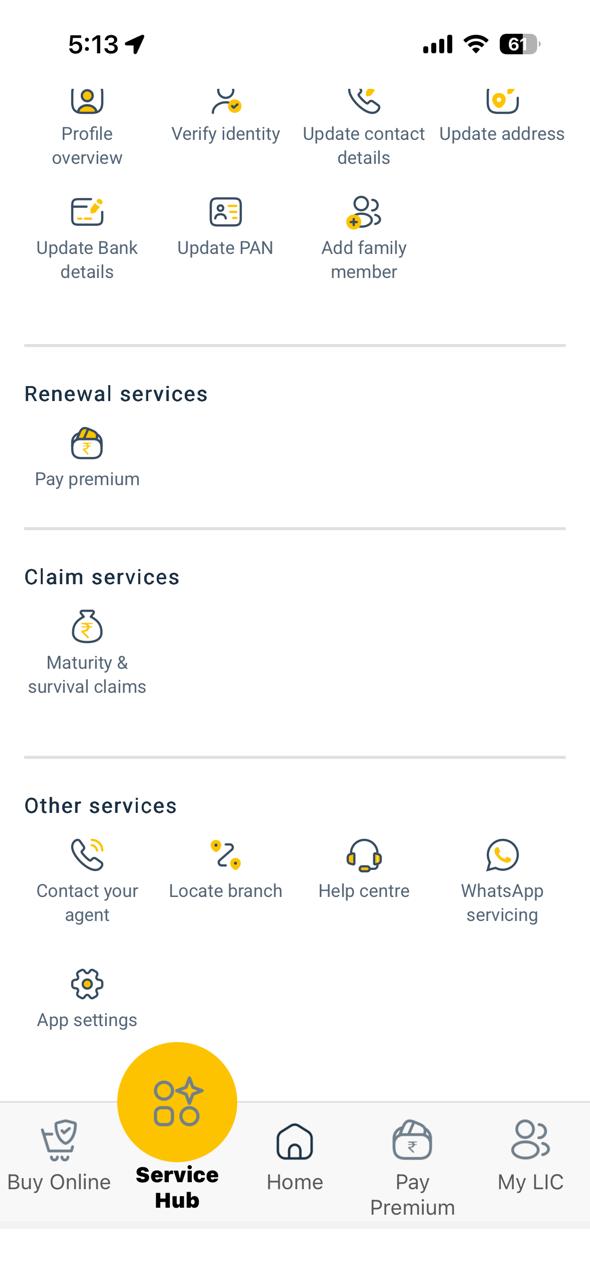 5:13
61
Profile overview
Verify identity
Update contact details
Update address
Update Bank details
Update PAN
Add family member
Renewal services
₹
Pay premium
Claim services
₹
Maturity & survival claims
Other services
Contact your agent
Locate branch
Help centre
WhatsApp servicing
App settings
Buy Online
Service Hub
Home
₹
Pay Premium
My LIC